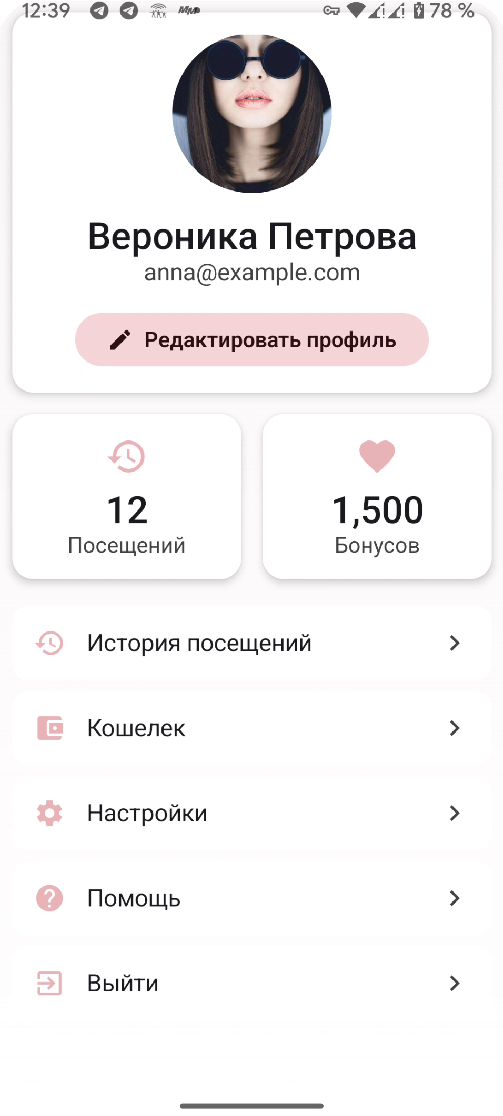 12:39 78 %
Вероника Петрова
anna@example.com
Редактировать профиль
12
Посещений
1,500
Бонусов
История посещений
Кошелек
Настройки
Помощь
Выйти